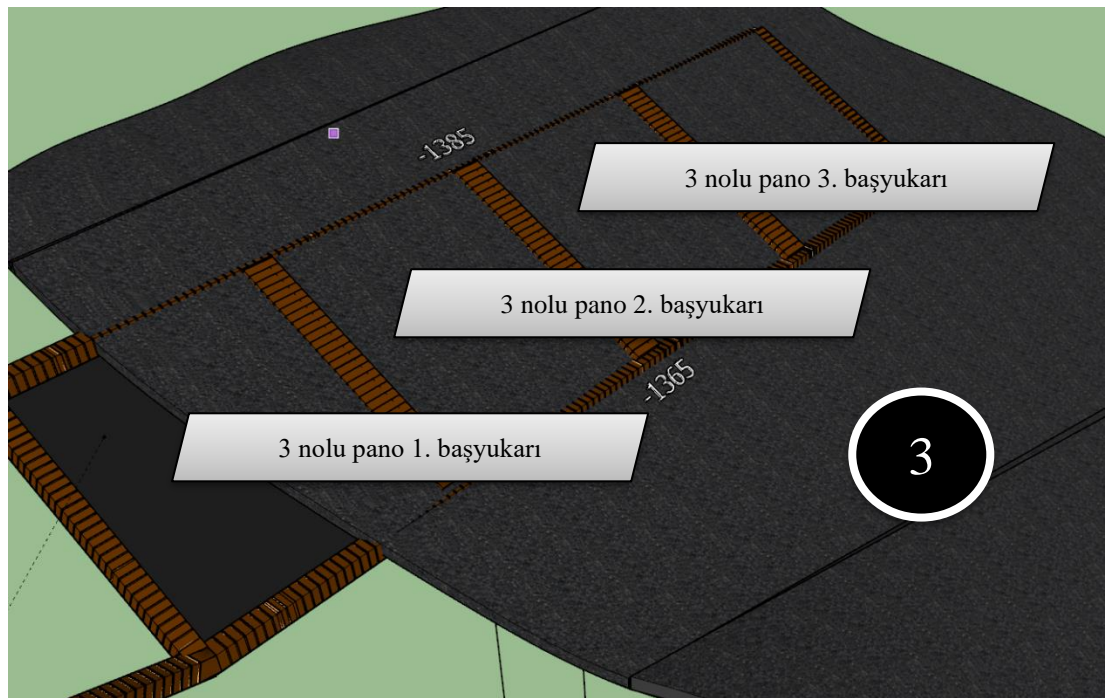 -1385
3 nolu pano 3. başyukarı
3 nolu pano 2. başyukarı
-1365
3 nolu pano 1. başyukarı
3